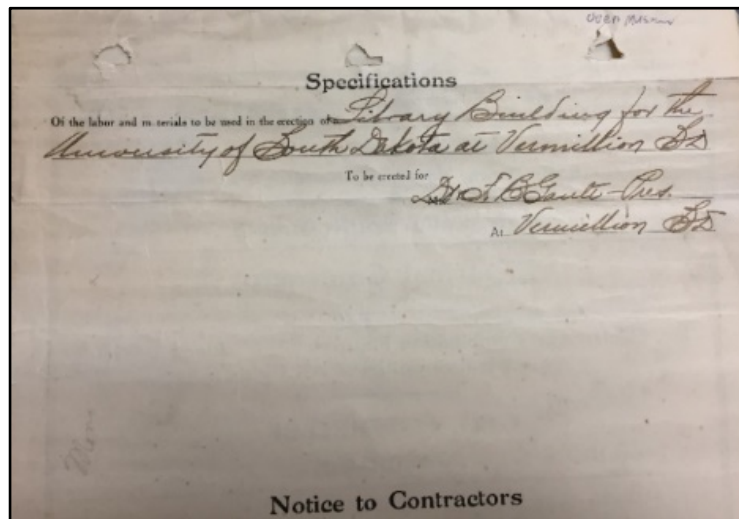 Specifications
Of the labor and materials to be used in the erection of Library Building for the
University of South Dakota at Vermillion SD
To be erected for
Dr. F B Gault - Pres.
At Vermillion SD
Notice to Contractors